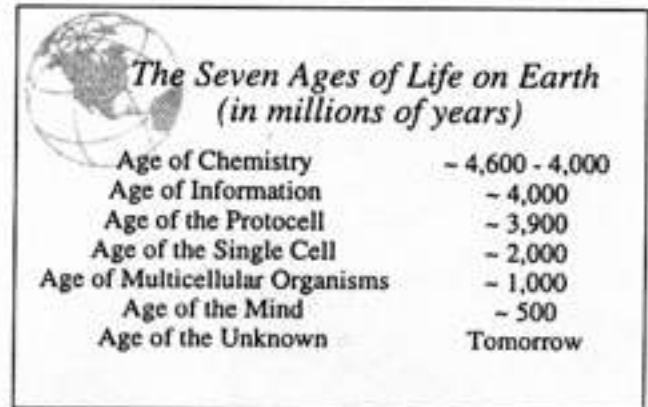 The Seven Ages of Life on Earth
(in millions of years)
Age of Chemistry ~ 4,600 - 4,000
Age of Information ~ 4,000
Age of the Protocell ~ 3,900
Age of the Single Cell ~ 2,000
Age of Multicellular Organisms ~ 1,000
Age of the Mind ~ 500
Age of the Unknown Tomorrow